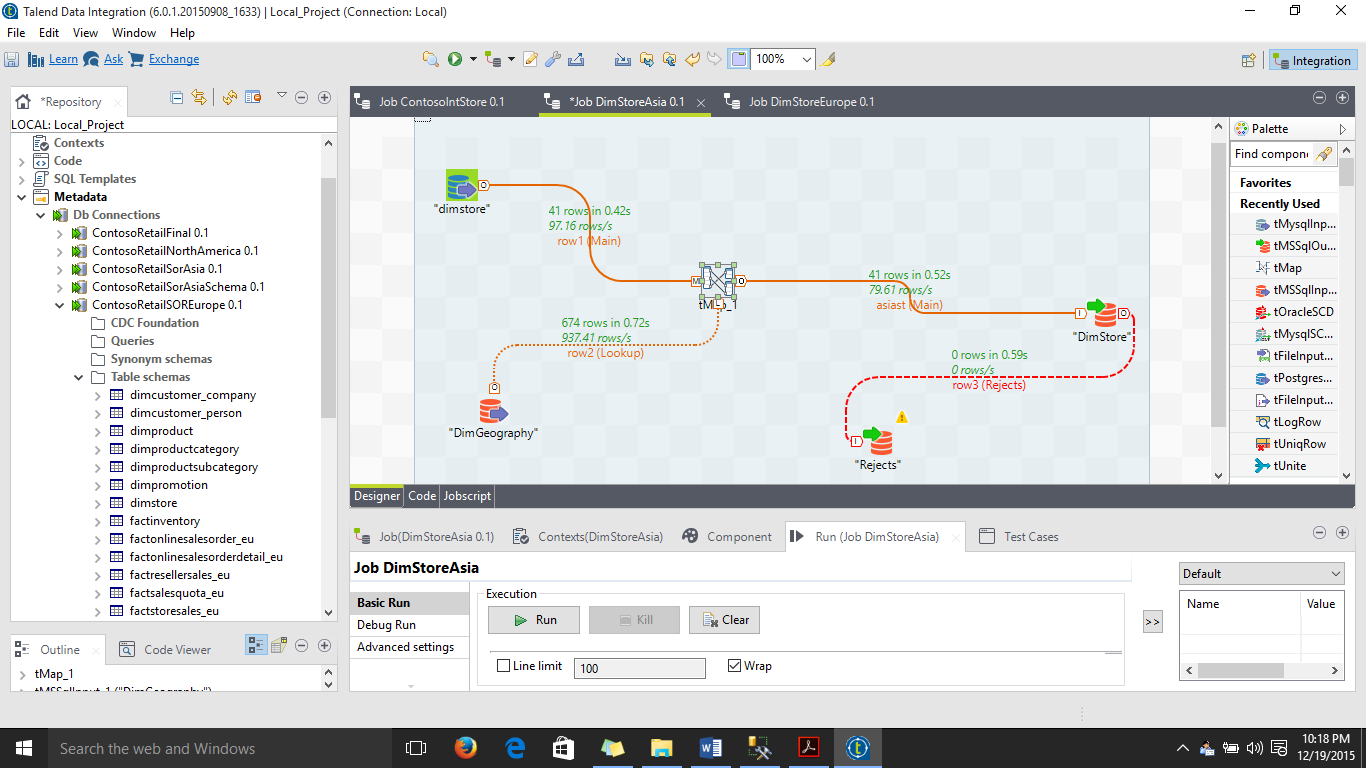 Talend Data Integration (6.0.1.20150908_1633) | Local_Project (Connection: Local)
File Edit View Window Help
Learn Ask Exchange
100%
Integration
*Repository
LOCAL: Local_Project
Contexts
Code
SQL Templates
Metadata
Db Connections
ContosoRetailFinal 0.1
ContosoRetailNorthAmerica 0.1
ContosoRetailSorAsia 0.1
ContosoRetailSorAsiaSchema 0.1
ContosoRetailSOREurope 0.1
CDC Foundation
Queries
Synonym schemas
Table schemas
dimcustomer_company
dimcustomer_person
dimproduct
dimproductcategory
dimproductsubcategory
dimpromotion
dimstore
factinventory
factonlinesalesorder_eu
factonlinesalesorderdetail_eu
factresellersales_eu
factsalesquota_eu
factstoresales_eu
Outline
Code Viewer
tMap_1
tMSSqlInput_1 ("DimGeography")
Job ContosoIntStore 0.1
*Job DimStoreAsia 0.1
Job DimStoreEurope 0.1
"dimstore"
41 rows in 0.42s
97.16 rows/s
row1 (Main)
tMap_1
41 rows in 0.52s
79.61 rows/s
asiast (Main)
"DimStore"
674 rows in 0.72s
937.41 rows/s
row2 (Lookup)
"DimGeography"
0 rows in 0.59s
0 rows/s
row3 (Rejects)
"Rejects"
Palette
Find compon
Favorites
Recently Used
tMysqlInp...
tMSSqlOu...
tMap
tMSSqlInp...
tOracleSCD
tMysqlSC...
tFileInput...
tPostgres...
tFileInput...
tLogRow
tUniqRow
tUnite
Designer Code Jobscript
Job(DimStoreAsia 0.1)
Contexts(DimStoreAsia)
Component
Run (Job DimStoreAsia)
Test Cases
Job DimStoreAsia
Basic Run
Debug Run
Advanced settings
Execution
Run
Kill
Clear
Line limit
100
Wrap
>>
Default
Name Value
Search the web and Windows
10:18 PM
12/19/2015